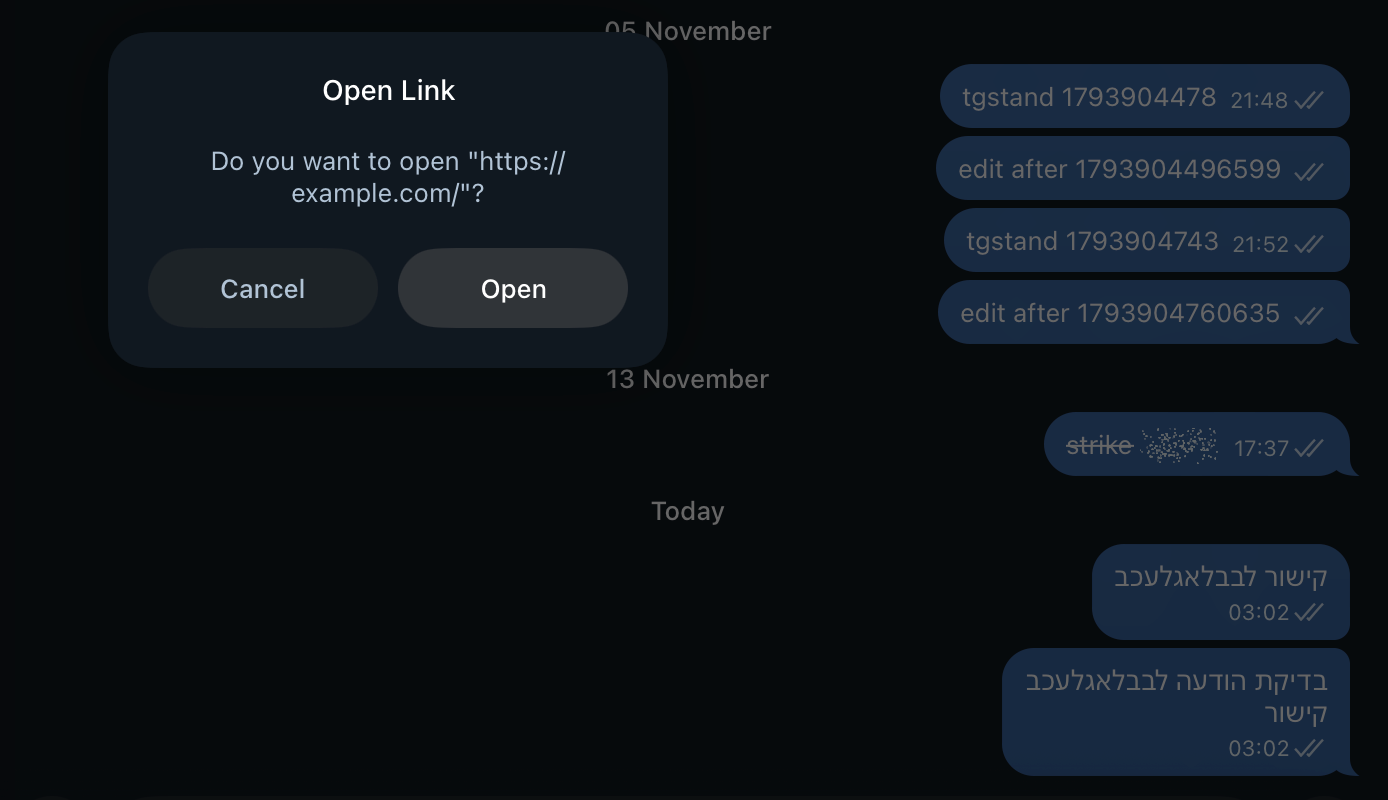 05 November
Open Link
Do you want to open "https://
example.com/"?
Cancel
Open
tgstand 1793904478 21:48
edit after 1793904496599
tgstand 1793904743 21:52
edit after 1793904760635
13 November
strike 17:37
Today
קישור לבבלאגלעכב
03:02
בדיקת הודעה לבבלאגלעכב
קישור
03:02